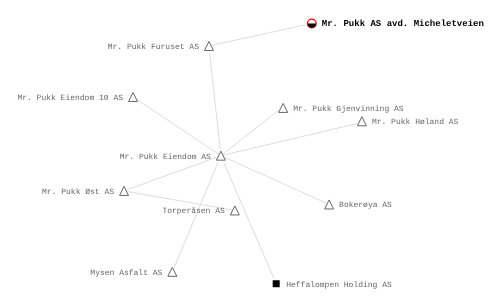 Mr. Pukk AS avd. Micheletveien
Mr. Pukk Furuset AS
Mr. Pukk Eiendom 10 AS
Mr. Pukk Gjenvinning AS
Mr. Pukk Høland AS
Mr. Pukk Eiendom AS
Mr. Pukk Øst AS
Bokerøya AS
Torperåsen AS
Mysen Asfalt AS
Heffalompen Holding AS